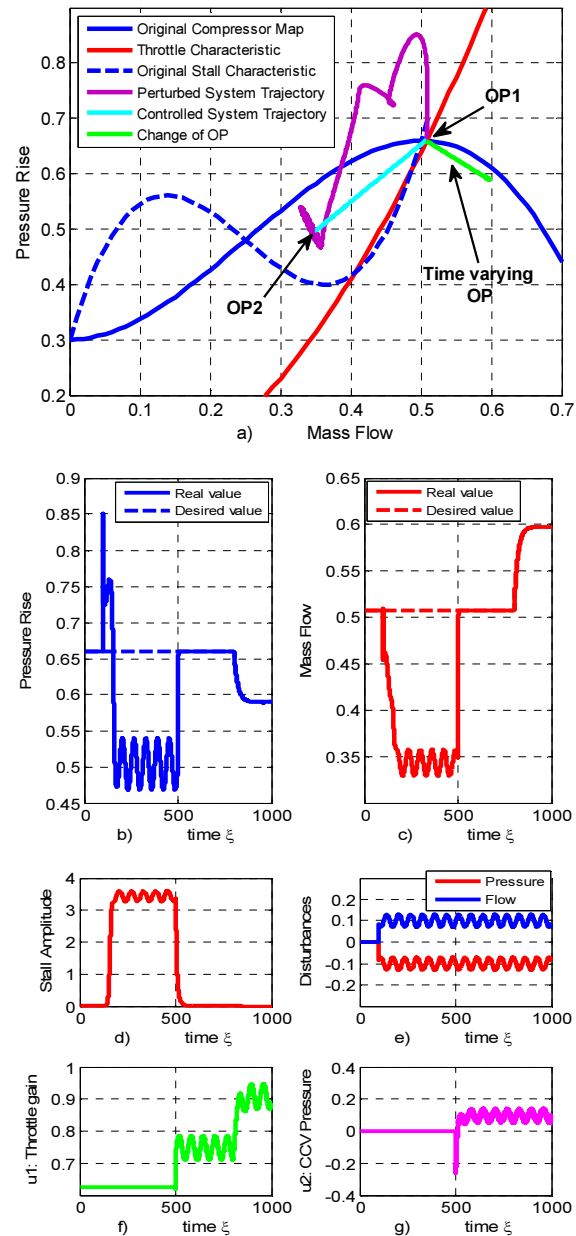 Original Compressor Map
Throttle Characteristic
Original Stall Characteristic
Perturbed System Trajectory
Controlled System Trajectory
Change of OP
OP1
OP2
Time varying
OP
Pressure Rise
0.8
0.7
0.6
0.5
0.4
0.3
0.2
0 0.1 0.2 0.3 0.4 0.5 0.6 0.7
a) Mass Flow
Real value
Desired value
Pressure Rise
0.9
0.85
0.8
0.75
0.7
0.65
0.6
0.55
0.5
0.45
0 500 1000
b) time ξ
Real value
Desired value
Mass Flow
0.65
0.6
0.55
0.5
0.45
0.4
0.35
0 500 1000
c) time ξ
Stall Amplitude
4
3
2
1
0
0 500 1000
d) time ξ
Pressure
Flow
Disturbances
0.2
0.1
0
-0.1
-0.2
0 500 1000
e) time ξ
u1: Throttle gain
1
0.9
0.8
0.7
0 500 1000
f) time ξ
u2: CCV Pressure
0.4
0.2
0
-0.2
-0.4
0 500 1000
g) time ξ